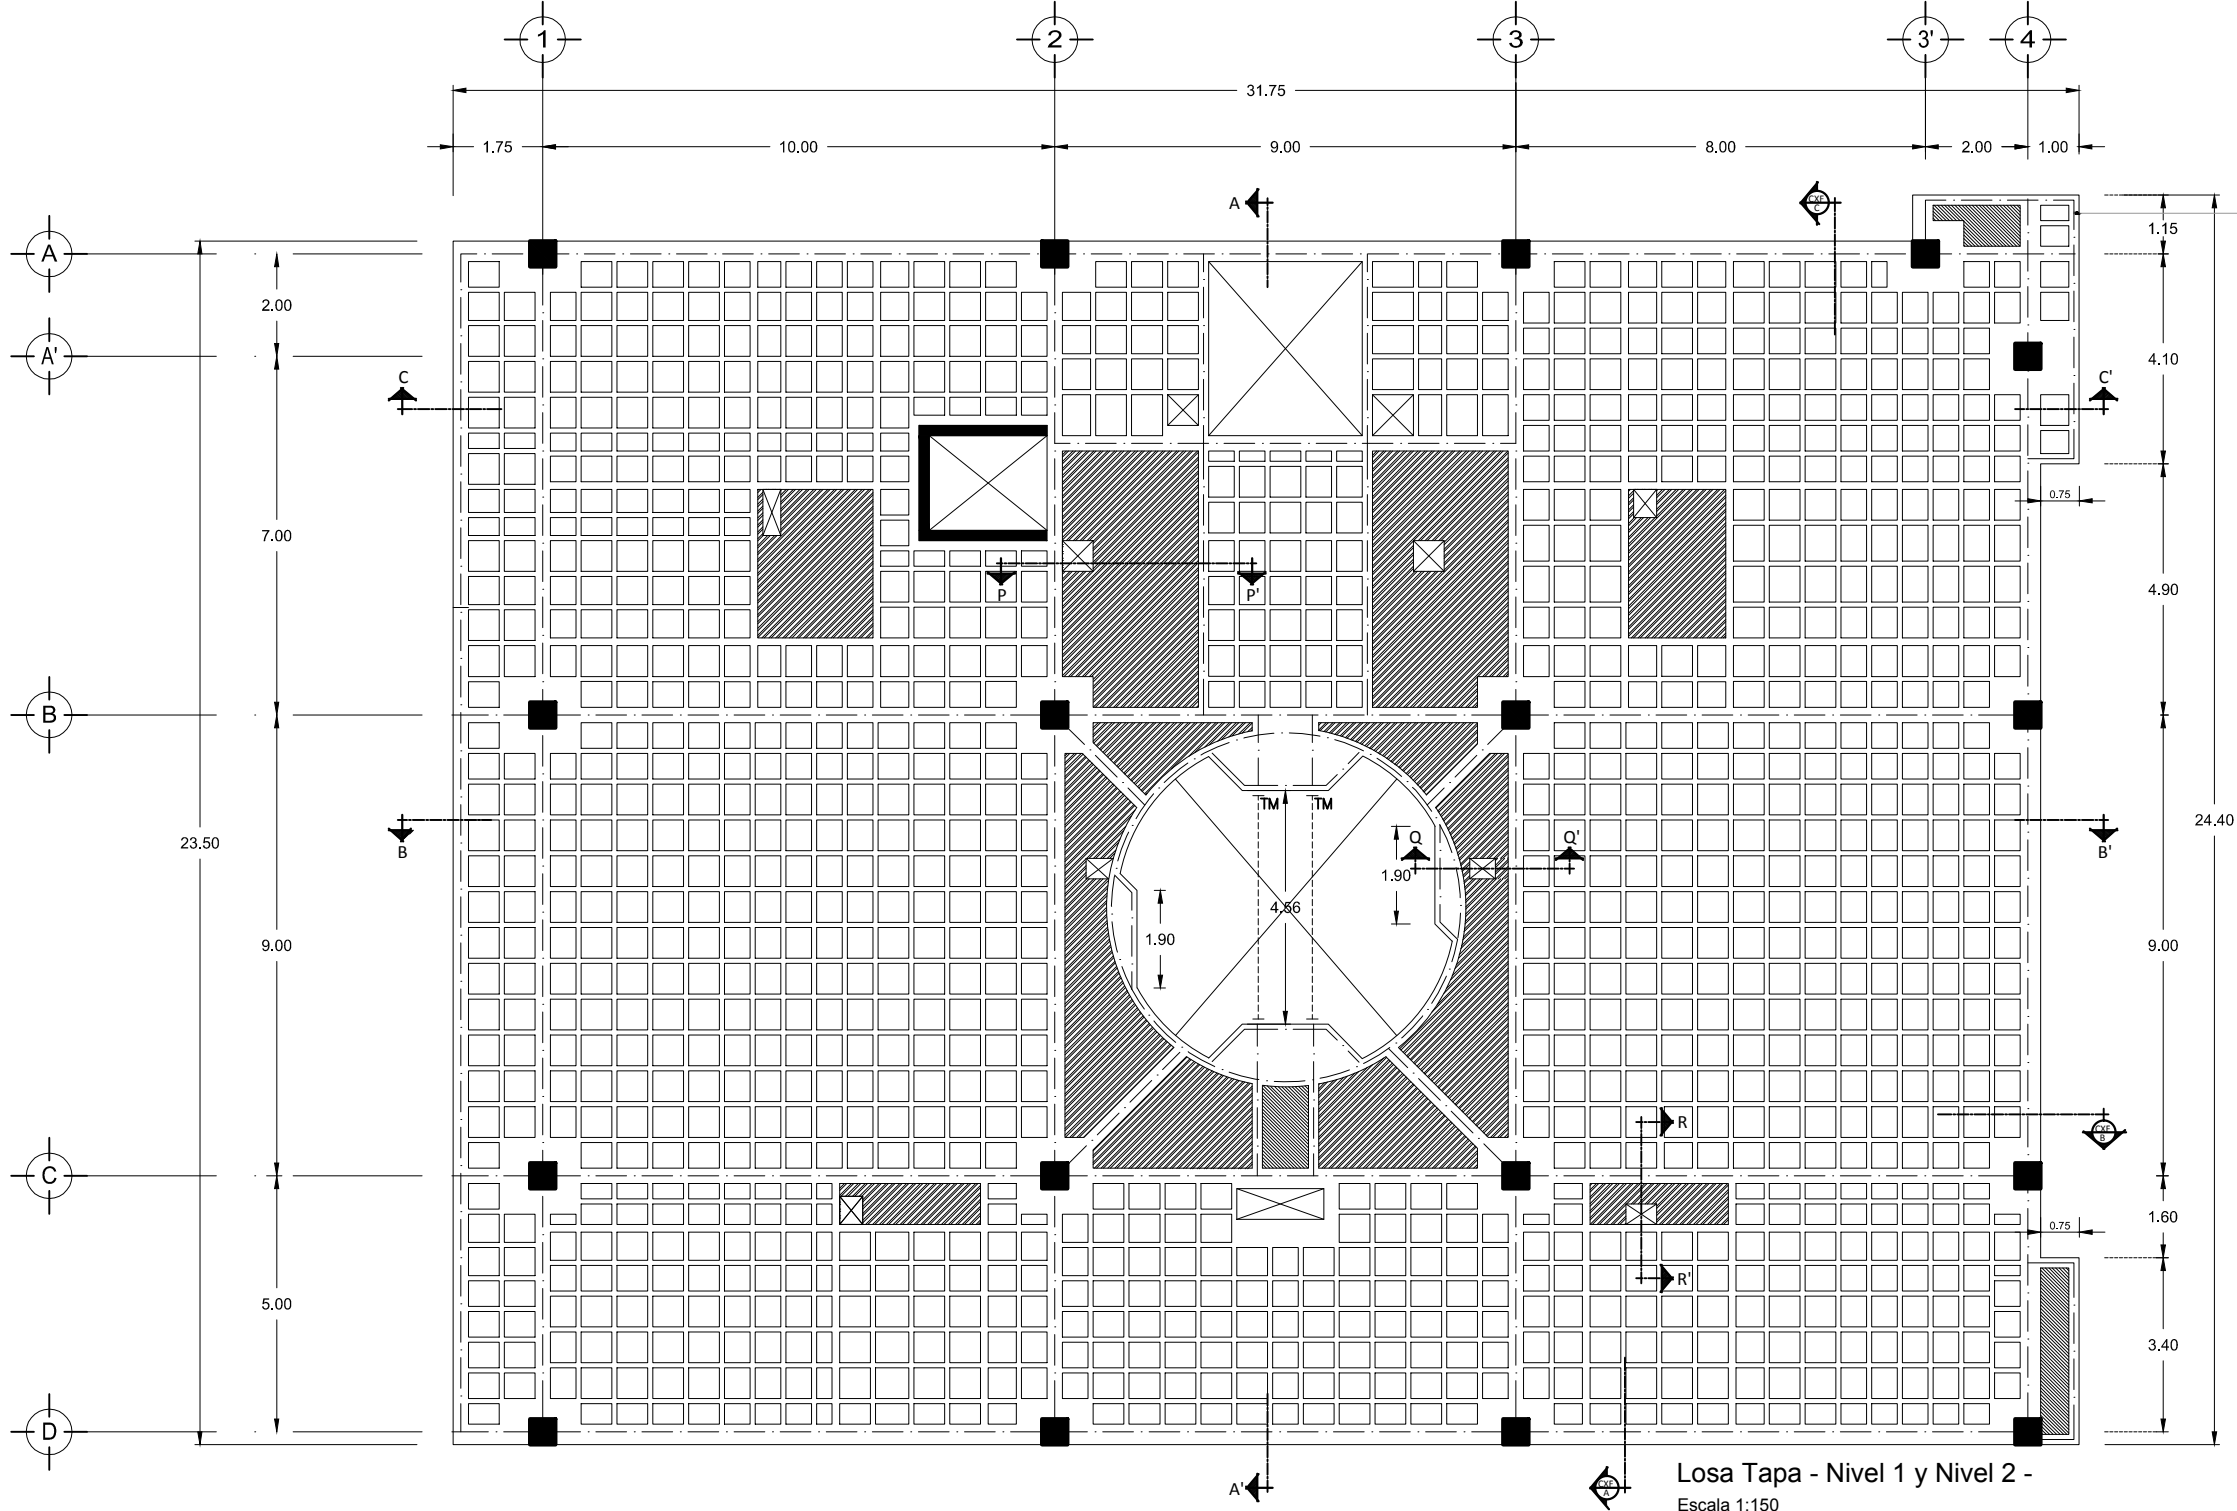 1 2 3 3' 4
31.75
1.75 10.00 9.00 8.00 2.00 1.00
A CXF C
1.15
A
2.00
A'
4.10
C C'
7.00
0.75
P P'
4.90
B
TM TM
Q Q'
1.90
B B'
23.50 24.40
4.56
9.00 1.90 9.00
R
CXF B
C
1.60
0.75
R'
5.00
3.40
D
Losa Tapa - Nivel 1 y Nivel 2 -
A' CXF A
Escala 1:150